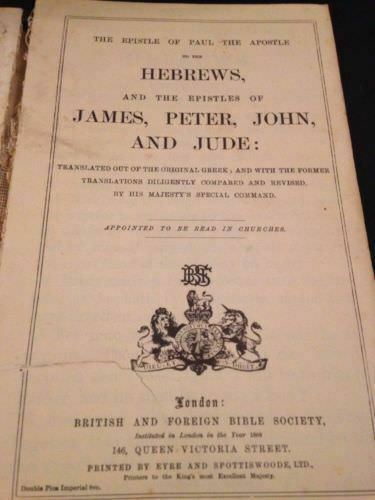 THE EPISTLE OF PAUL THE APOSTLE
TO THE
HEBREWS,
AND THE EPISTLES OF
JAMES, PETER, JOHN,
AND JUDE:
TRANSLATED OUT OF THE ORIGINAL GREEK; AND WITH THE FORMER
TRANSLATIONS DILIGENTLY COMPARED AND REVISED,
BY HIS MAJESTY'S SPECIAL COMMAND.
APPOINTED TO BE READ IN CHURCHES.
London:
BRITISH AND FOREIGN BIBLE SOCIETY,
Instituted in London in the Year 1804
146, QUEEN VICTORIA STREET.
PRINTED BY EYRE AND SPOTTISWOODE, LTD.,
Printers to the King's most Excellent Majesty.
Double Pica Imperial 8vo.